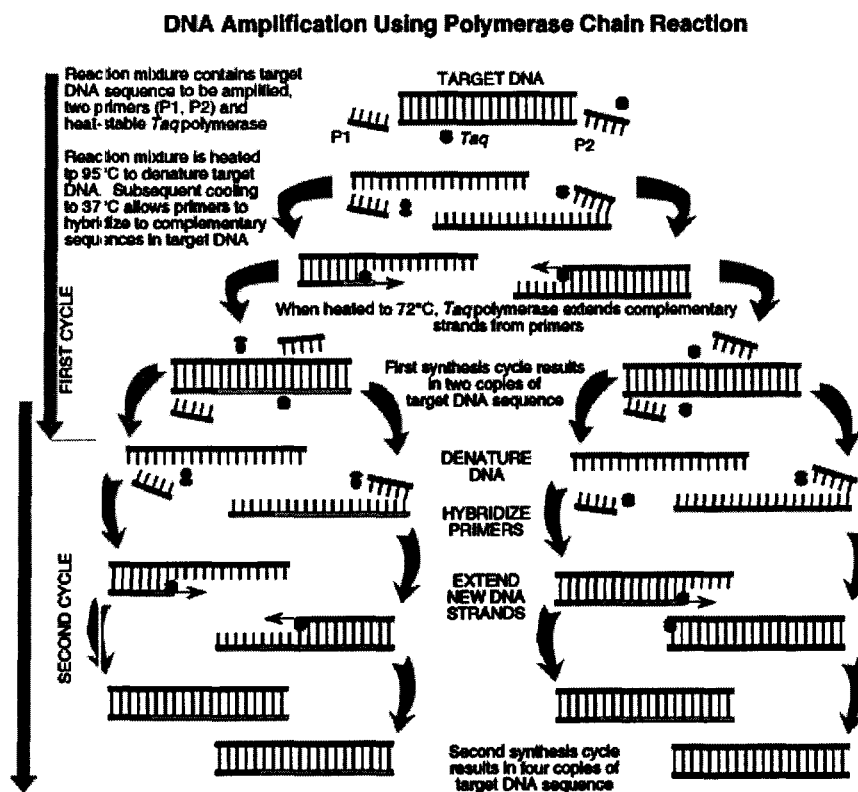 DNA Amplification Using Polymerase Chain Reaction
Reaction mixture contains target
DNA sequence to be amplified,
two primers (P1, P2) and
heat-stable Taq polymerase
TARGET DNA
P1
Taq
P2
Reaction mixture is heated
to 95°C to denature target
DNA. Subsequent cooling
to 37°C allows primers to
hybridize to complementary
sequences in target DNA
When heated to 72°C, Taq polymerase extends complementary
strands from primers
FIRST CYCLE
First synthesis cycle results
in two copies of
target DNA sequence
DENATURE
DNA
HYBRIDIZE
PRIMERS
EXTEND
NEW DNA
STRANDS
SECOND CYCLE
Second synthesis cycle
results in four copies of
target DNA sequence